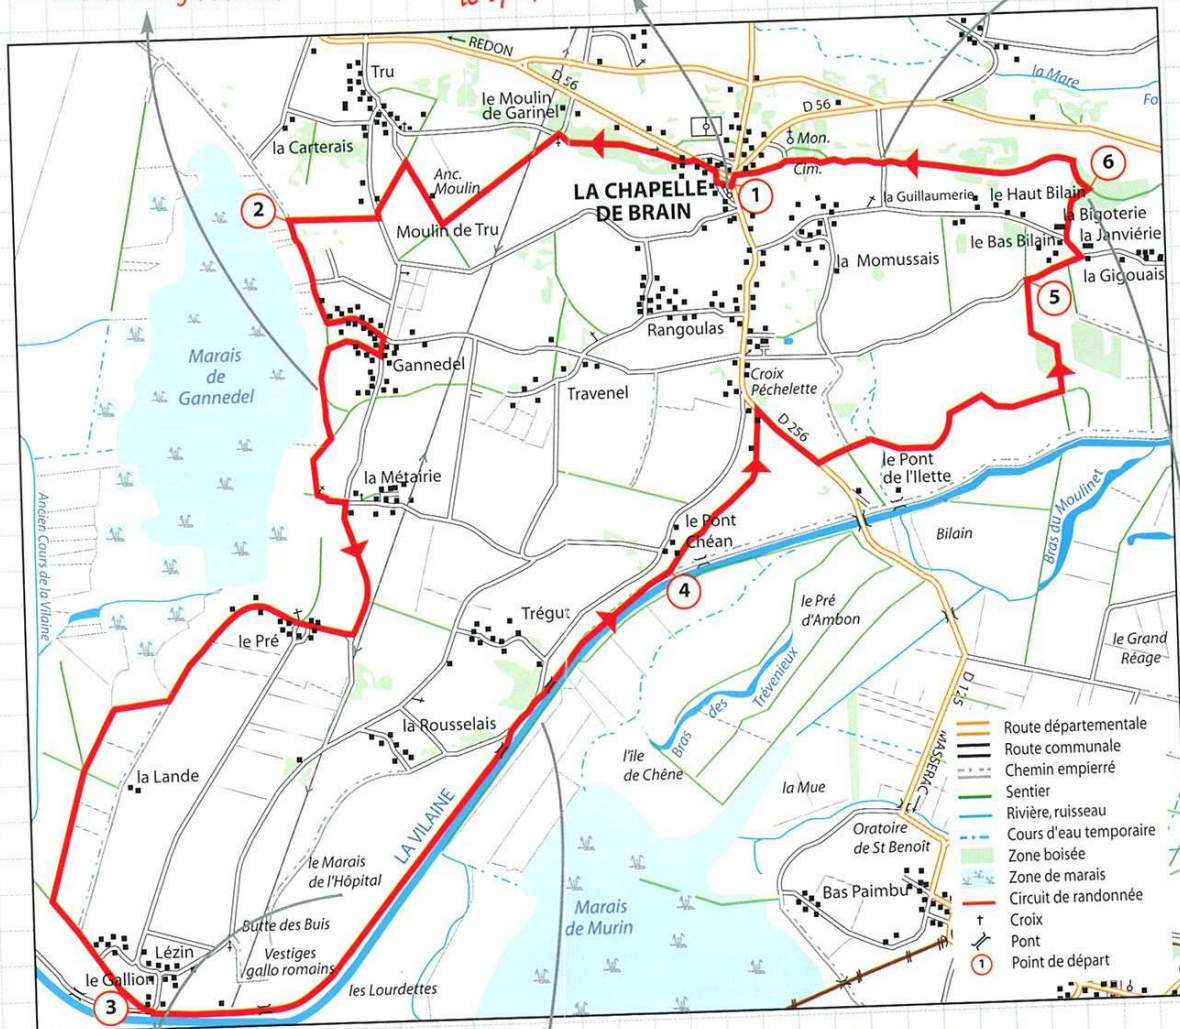 REDON
Tru
D 56
le Moulin
de Garinel
la Mare
D 56
Mon.
la Carterais
Cim.
Anc.
Moulin
LA CHAPELLE
DE BRAIN
1
6
2
la Guillaumerie
le Haut Bilain
la Bigoterie
Moulin de Tru
le Bas Bilain
la Janviérie
la Momussais
la Gigouais
5
Rangoulas
Marais
de
Gannedel
Gannedel
Croix
Péchelette
Travenel
D 256
la Métairie
le Pont
de l'Ilette
Ancien Cours de la Vilaine
le Pont
Chéan
Bilain
Bras du Moulinet
4
Trégut
le Pré
d'Ambon
le Pré
le Grand
Réage
Bras des Trévenieux
D 125
la Rousselais
l'île
de Chêne
la Lande
la Mue
MASSERAC
LA VILAINE
Oratoire
de St Benoît
le Marais
de l'Hôpital
Bas Paimbu
Marais
de Murin
Butte des Buis
Lézin
Vestiges
gallo romains
le Gallion
les Lourdettes
3
Route départementale
Route communale
Chemin empierré
Sentier
Rivière, ruisseau
Cours d'eau temporaire
Zone boisée
Zone de marais
Circuit de randonnée
Croix
Pont
1 Point de départ